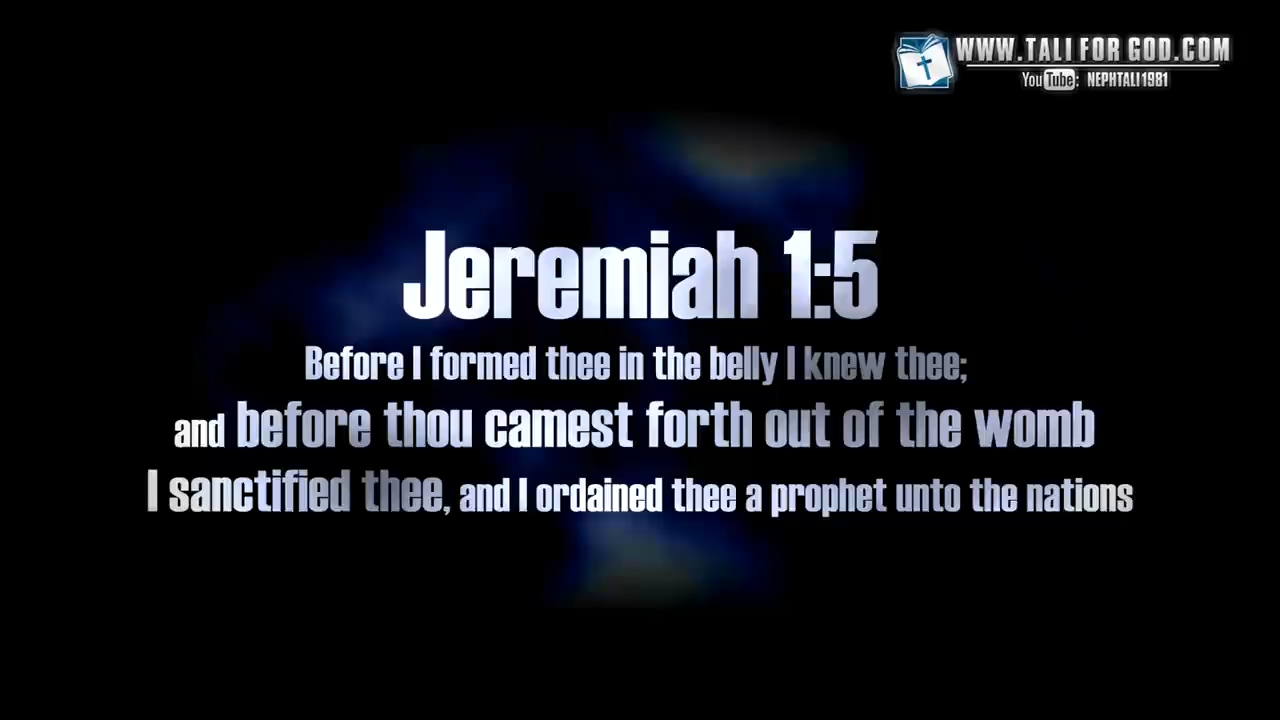 WWW.TALI FOR GOD.COM
YouTube: NEPHTALI1981
Jeremiah 1:5
Before I formed thee in the belly I knew thee;
and before thou camest forth out of the womb
I sanctified thee, and I ordained thee a prophet unto the nations